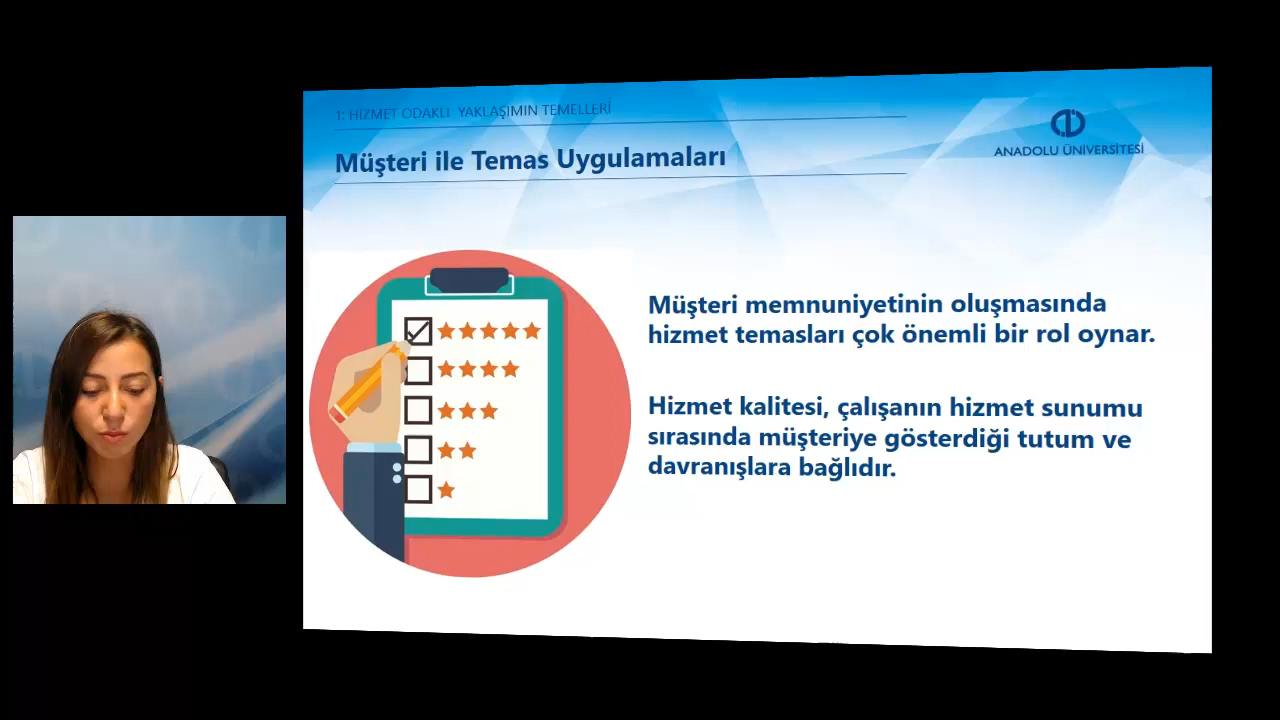 1: HİZMET ODAKLI YAKLAŞIMIN TEMELLERİ
Müşteri ile Temas Uygulamaları
ANADOLU ÜNİVERSİTESİ
Müşteri memnuniyetinin oluşmasında
hizmet temasları çok önemli bir rol oynar.
Hizmet kalitesi, çalışanın hizmet sunumu
sırasında müşteriye gösterdiği tutum ve
davranışlara bağlıdır.